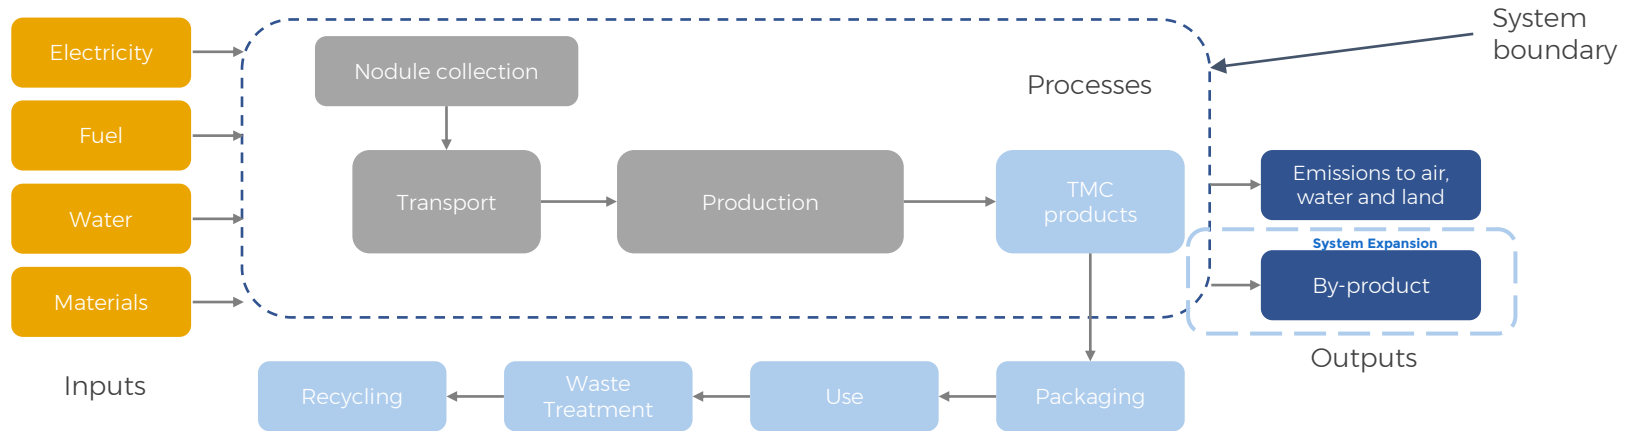 System
boundary
Electricity
Nodule collection
Processes
Fuel
Water
Transport
Production
TMC
products
Emissions to air,
water and land
System Expansion
By-product
Materials
Outputs
Inputs
Recycling
Waste
Treatment
Use
Packaging